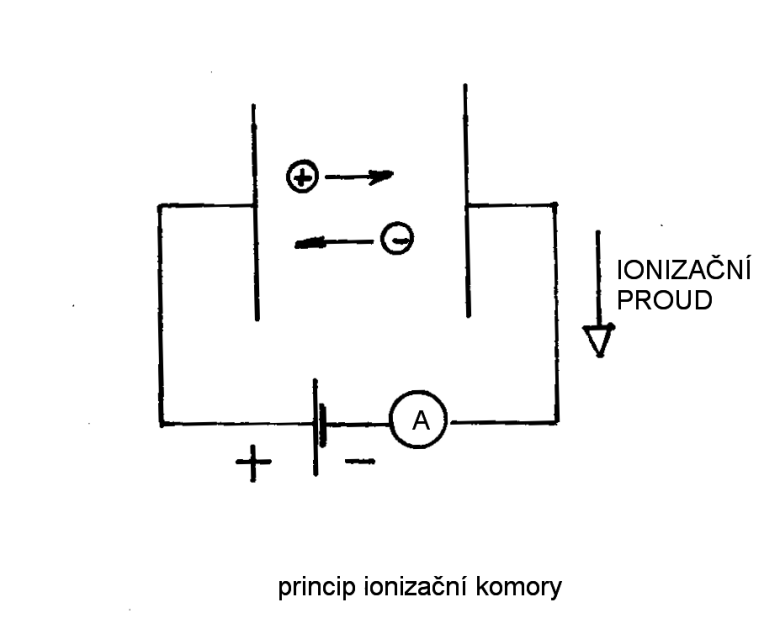 +
-
IONIZAČNÍ
PROUD
A
+ −
princip ionizační komory